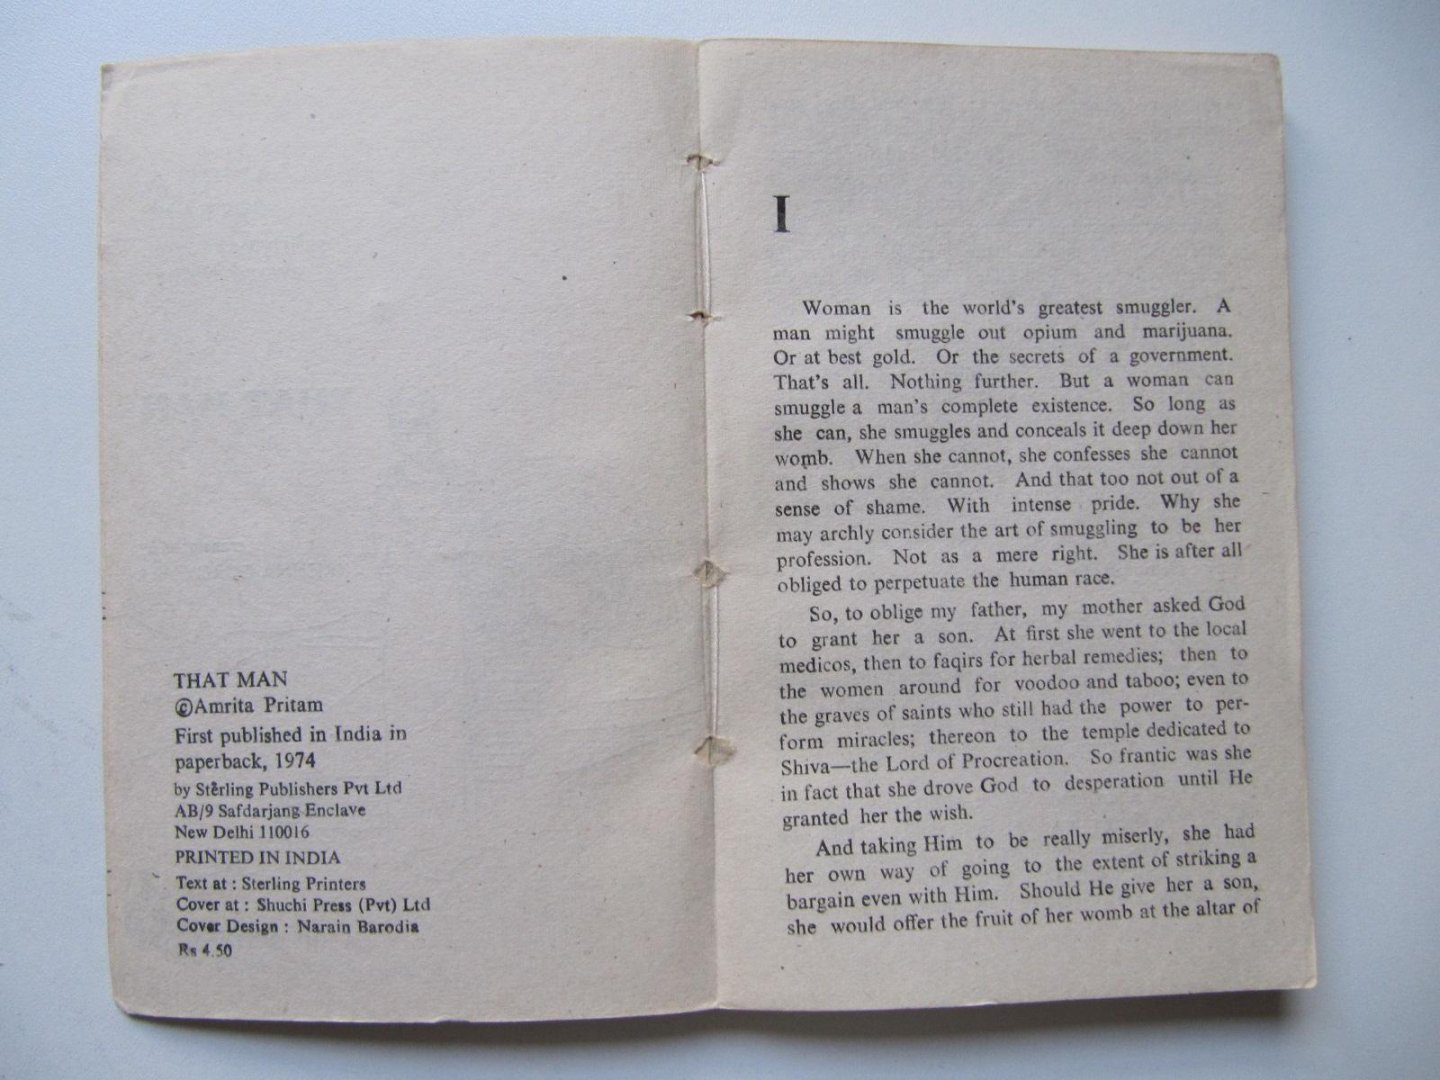 THAT MAN
©Amrita Pritam
First published in India in
paperback, 1974
by Sterling Publishers Pvt Ltd
AB/9 Safdarjang Enclave
New Delhi 110016
PRINTED IN INDIA
Text at : Sterling Printers
Cover at : Shuchi Press (Pvt) Ltd
Cover Design : Narain Barodia
Rs 4.50
I
Woman is the world's greatest smuggler. A
man might smuggle out opium and marijuana.
Or at best gold. Or the secrets of a government.
That's all. Nothing further. But a woman can
smuggle a man's complete existence. So long as
she can, she smuggles and conceals it deep down her
womb. When she cannot, she confesses she cannot
and shows she cannot. And that too not out of a
sense of shame. With intense pride. Why she
may archly consider the art of smuggling to be her
profession. Not as a mere right. She is after all
obliged to perpetuate the human race.
So, to oblige my father, my mother asked God
to grant her a son. At first she went to the local
medicos, then to faqirs for herbal remedies; then to
the women around for voodoo and taboo; even to
the graves of saints who still had the power to per-
form miracles; thereon to the temple dedicated to
Shiva—the Lord of Procreation. So frantic was she
in fact that she drove God to desperation until He
granted her the wish.
And taking Him to be really miserly, she had
her own way of going to the extent of striking a
bargain even with Him. Should He give her a son,
she would offer the fruit of her womb at the altar of